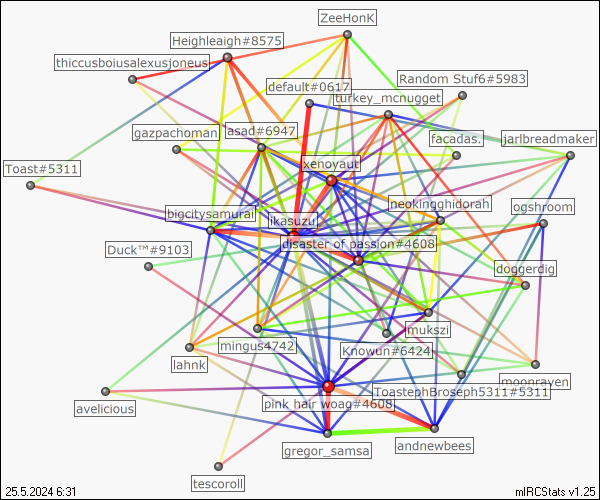 ZeeHonK
Heighleaigh#8575
thiccusboiusalexusjoneus
Random Stuf6#5983
default#0617
turkey_mcnugget
gazpachoman
asad#6947
facadas.
jarlbreadmaker
Toast#5311
xenoyaut
neokingghidorah
ogshroom
bigcitysamurai
jikasuzu
disaster of passion#4608
Duck™#9103
doggerdig
mukszi
mingus4742
Knowun#6424
lahnk
moonraven
ToastephBroseph5311#5311
avelicious
pink hair woag#4608
gregor_samsa
andnewbees
tescoroll
25.5.2024 6:31
mIRCStats v1.25